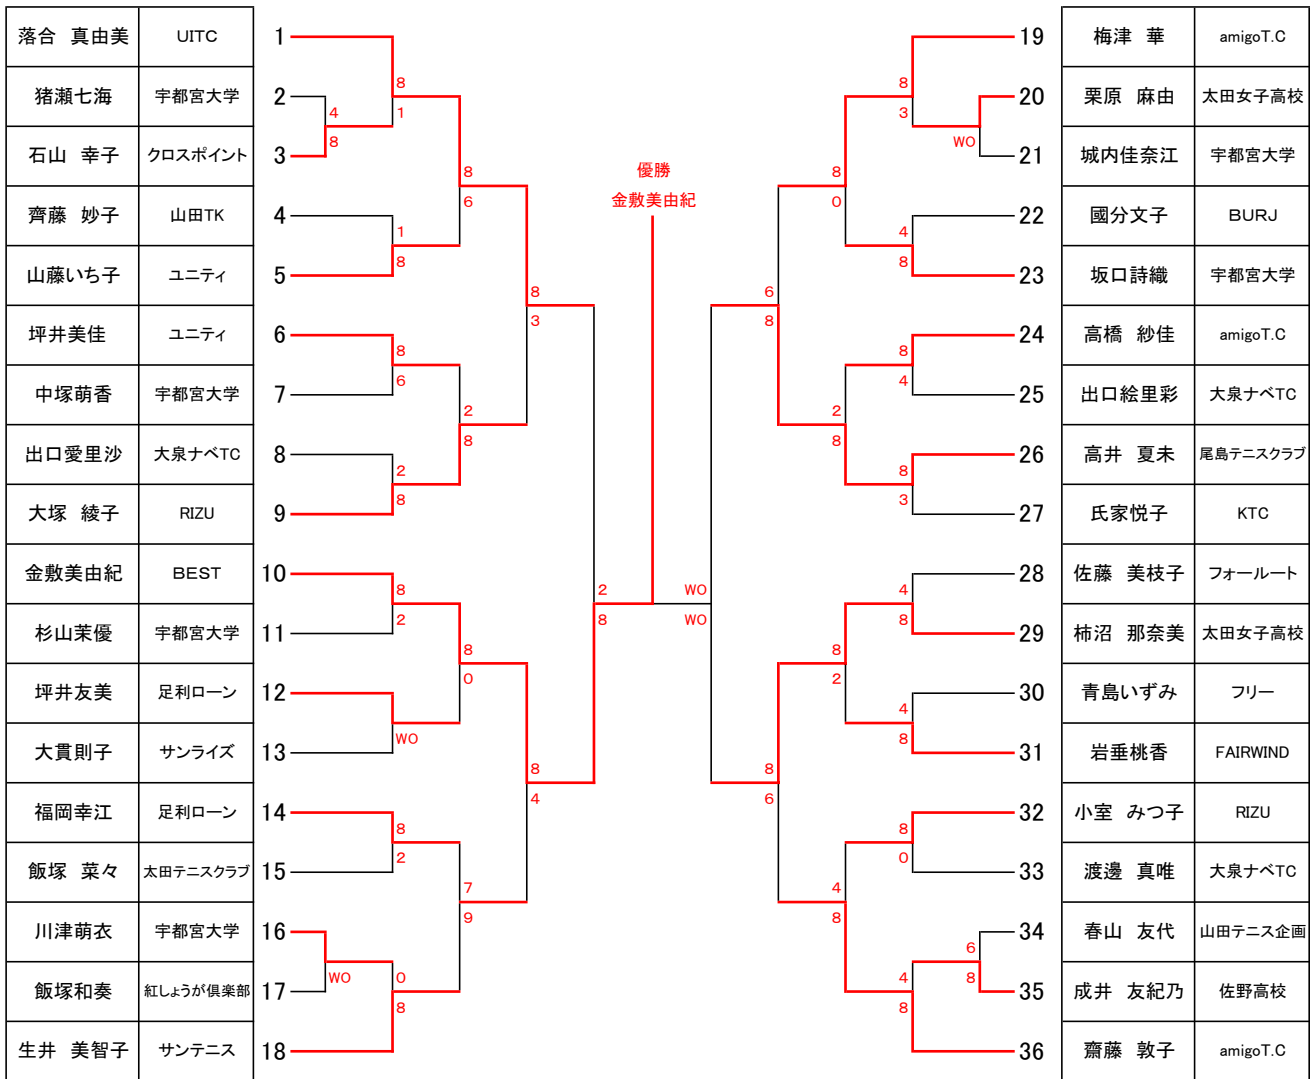 落合 真由美 UITC 1
猪瀬七海 宇都宮大学 2
石山 幸子 クロスポイント 3
齊藤 妙子 山田TK 4
山藤いち子 ユニティ 5
坪井美佳 ユニティ 6
中塚萌香 宇都宮大学 7
出口愛里沙 大泉ナベTC 8
大塚 綾子 RIZU 9
金敷美由紀 BEST 10
杉山茉優 宇都宮大学 11
坪井友美 足利ローン 12
大貫則子 サンライズ 13
福岡幸江 足利ローン 14
飯塚 菜々 太田テニスクラブ 15
川津萌衣 宇都宮大学 16
飯塚和奏 紅しょうが倶楽部 17
生井 美智子 サンテニス 18
8
1
4
8
8
6
1
8
8
3
8
6
2
8
2
8
8
2
8
0
WO
8
4
8
2
7
9
WO
0
8
2
8
優勝
金敷美由紀
WO
WO
8
3
WO
8
0
4
8
6
8
8
4
2
8
8
3
4
8
8
2
4
8
8
6
8
0
4
8
6
8
4
8
19 梅津 華 amigoT.C
20 栗原 麻由 太田女子高校
21 城内佳奈江 宇都宮大学
22 國分文子 BURJ
23 坂口詩織 宇都宮大学
24 高橋 紗佳 amigoT.C
25 出口絵里彩 大泉ナベTC
26 高井 夏未 尾島テニスクラブ
27 氏家悦子 KTC
28 佐藤 美枝子 フォールート
29 柿沼 那奈美 太田女子高校
30 青島いずみ フリー
31 岩垂桃香 FAIRWIND
32 小室 みつ子 RIZU
33 渡邊 真唯 大泉ナベTC
34 春山 友代 山田テニス企画
35 成井 友紀乃 佐野高校
36 齋藤 敦子 amigoT.C